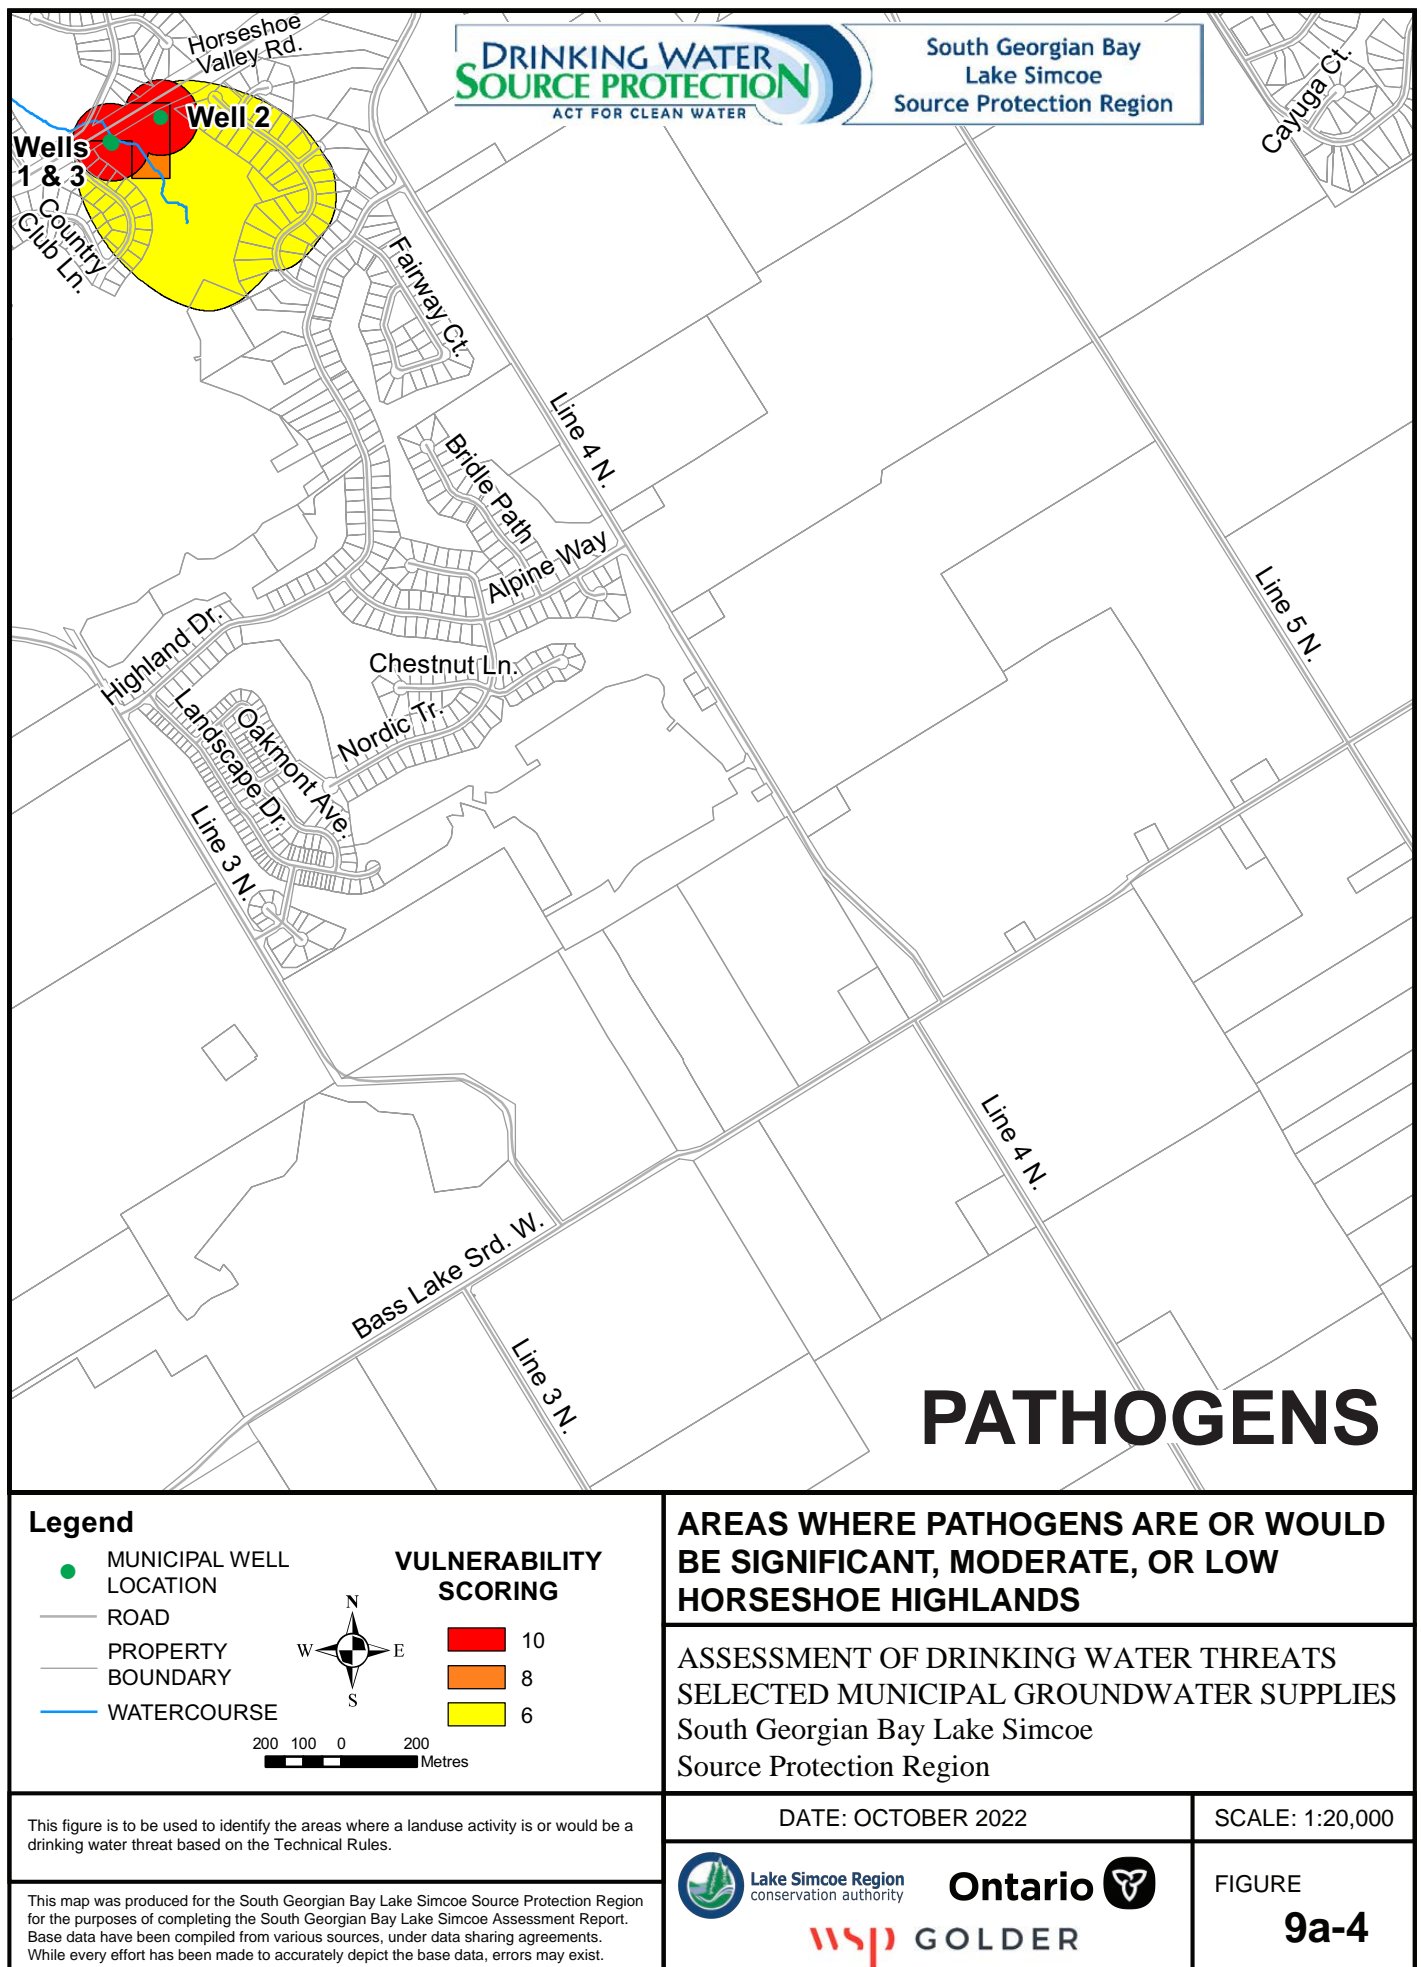 DRINKING WATER
SOURCE PROTECTION
ACT FOR CLEAN WATER
South Georgian Bay
Lake Simcoe
Source Protection Region
Horseshoe
Valley Rd.
Cayuga Ct.
Well 2
Wells
1 & 3
Country
Club Ln.
Fairway Ct.
Line 4 N.
Bridle Path
Alpine Way
Line 5 N.
Highland Dr.
Chestnut Ln.
Landscape Dr.
Oakmont Ave.
Nordic Tr.
Line 3 N.
Line 4 N.
Bass Lake Srd. W.
Line 3 N.
PATHOGENS
Legend
MUNICIPAL WELL
LOCATION
ROAD
PROPERTY
BOUNDARY
WATERCOURSE
N
W
E
S
VULNERABILITY
SCORING
10
8
6
200 100 0 200
Metres
AREAS WHERE PATHOGENS ARE OR WOULD
BE SIGNIFICANT, MODERATE, OR LOW
HORSESHOE HIGHLANDS
ASSESSMENT OF DRINKING WATER THREATS
SELECTED MUNICIPAL GROUNDWATER SUPPLIES
South Georgian Bay Lake Simcoe
Source Protection Region
This figure is to be used to identify the areas where a landuse activity is or would be a
drinking water threat based on the Technical Rules.
DATE: OCTOBER 2022
SCALE: 1:20,000
This map was produced for the South Georgian Bay Lake Simcoe Source Protection Region
for the purposes of completing the South Georgian Bay Lake Simcoe Assessment Report.
Base data have been compiled from various sources, under data sharing agreements.
While every effort has been made to accurately depict the base data, errors may exist.
Lake Simcoe Region
conservation authority
Ontario
wsp GOLDER
FIGURE
9a-4